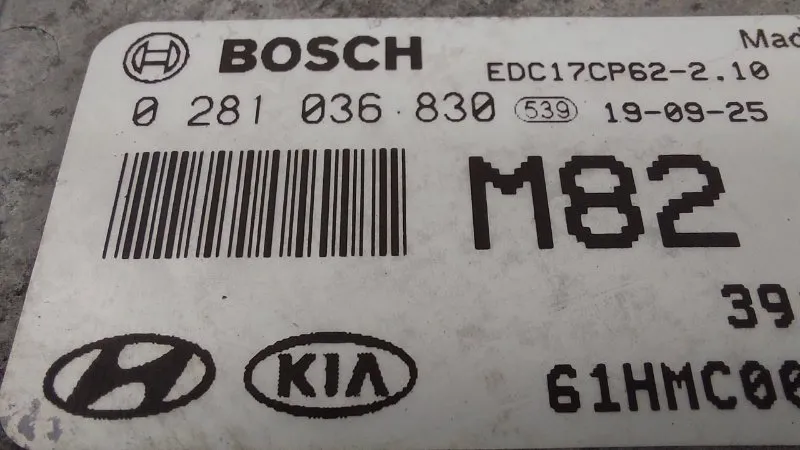 BOSCH Mad
EDC17CP62-2.10
0 281 036 830 539 19-09-25
M82
39
KIA 61HMC00